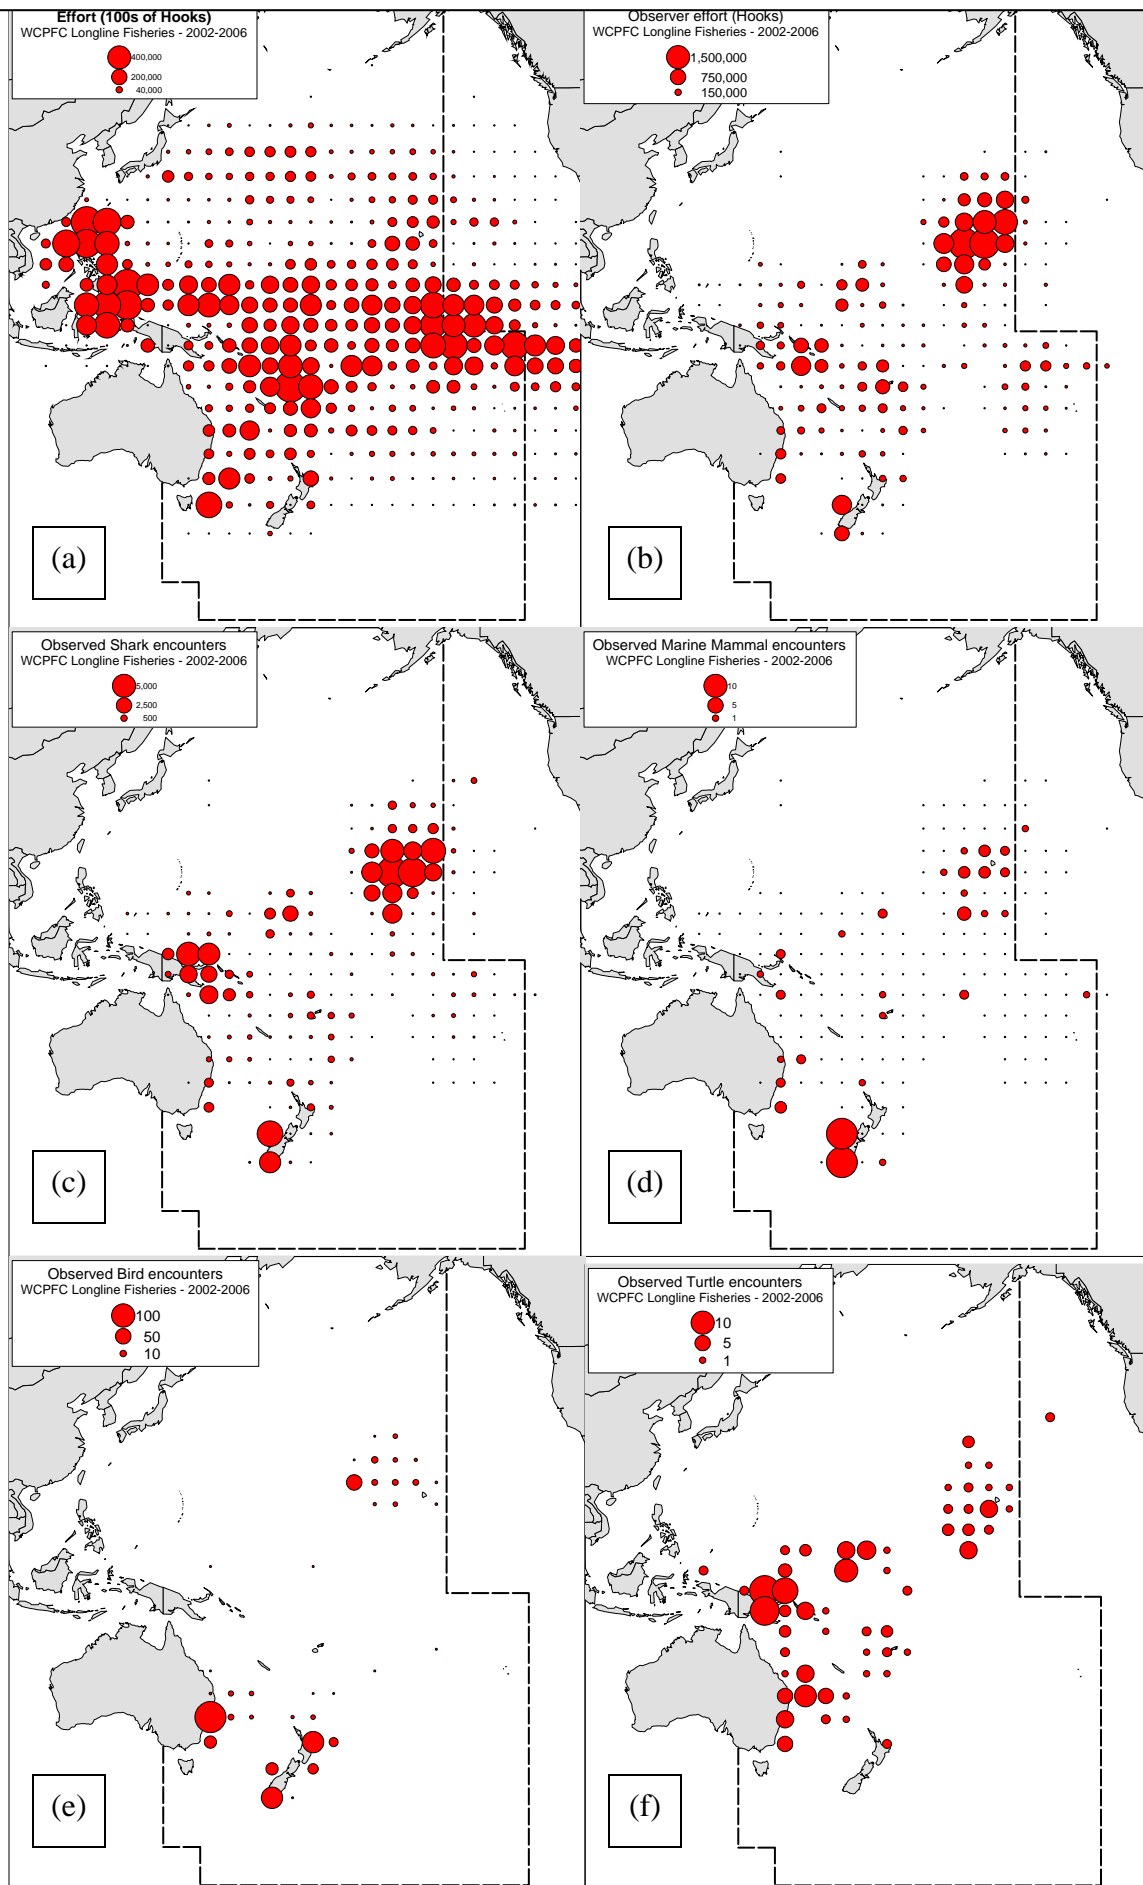 Effort (100s of Hooks)
WCPFC Longline Fisheries - 2002-2006
400,000
200,000
40,000
(a)
Observer effort (Hooks)
WCPFC Longline Fisheries - 2002-2006
1,500,000
750,000
150,000
(b)
Observed Shark encounters
WCPFC Longline Fisheries - 2002-2006
5,000
2,500
500
(c)
Observed Marine Mammal encounters
WCPFC Longline Fisheries - 2002-2006
10
5
1
(d)
Observed Bird encounters
WCPFC Longline Fisheries - 2002-2006
100
50
10
(e)
Observed Turtle encounters
WCPFC Longline Fisheries - 2002-2006
10
5
1
(f)